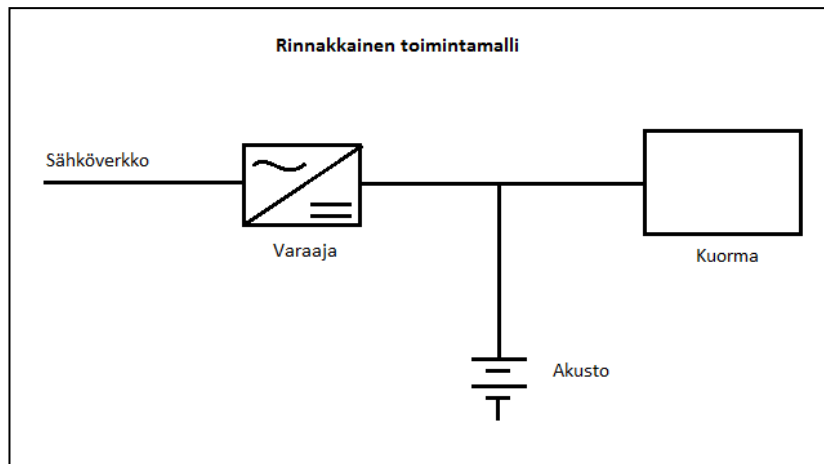 Rinnakkainen toimintamalli
Sähköverkko
Varaaja
Kuorma
Akusto